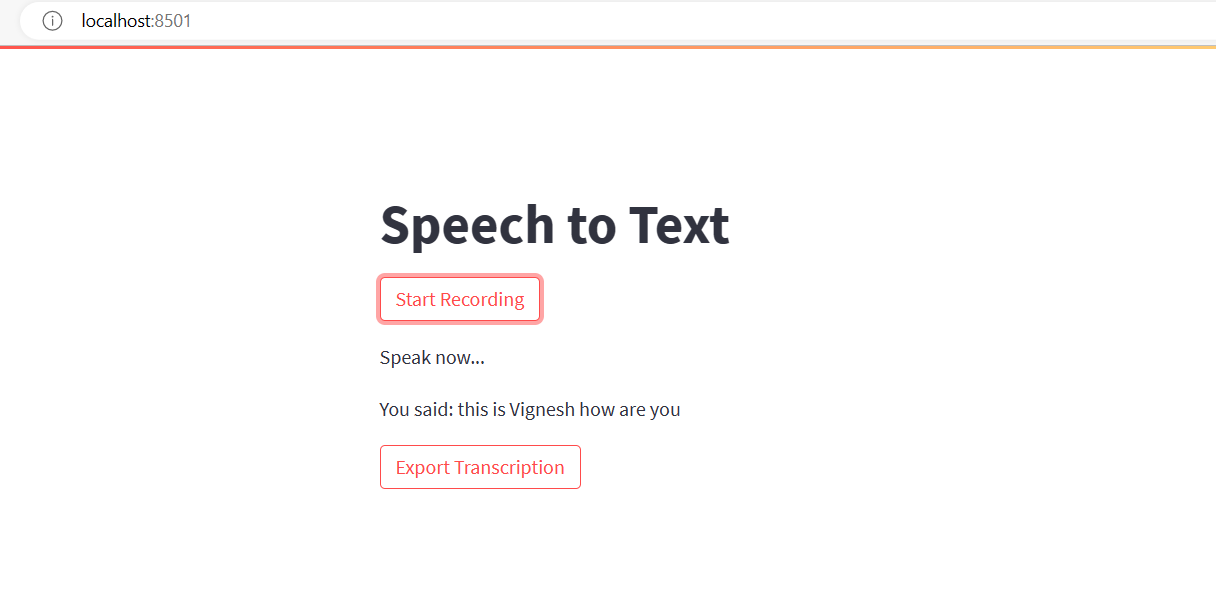 localhost:8501
Speech to Text
Start Recording
Speak now...
You said: this is Vignesh how are you
Export Transcription